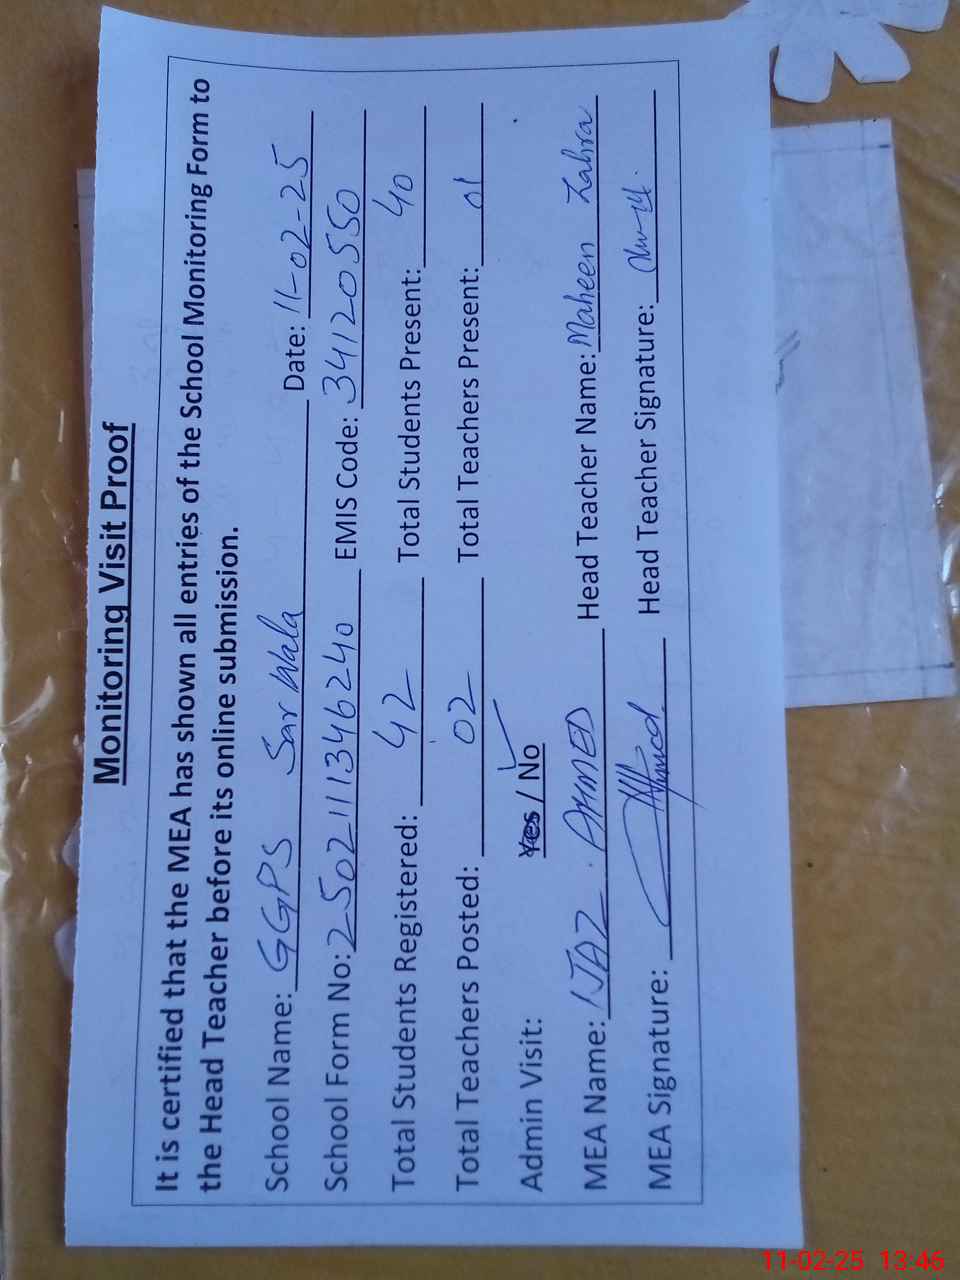 Monitoring Visit Proof
It is certified that the MEA has shown all entries of the School Monitoring Form to
the Head Teacher before its online submission.
School Name: GGPS Sar Wala Date: 11-02-25
School Form No: 2502111346240 EMIS Code: 34120550
Total Students Registered: 42 Total Students Present: 40
Total Teachers Posted: 02 Total Teachers Present: 01
Admin Visit: Yes / No ✓
MEA Name: IJAZ. AHMED Head Teacher Name: Maheen Zahra
MEA Signature: Ahmed Head Teacher Signature:
11-02-25 13:46